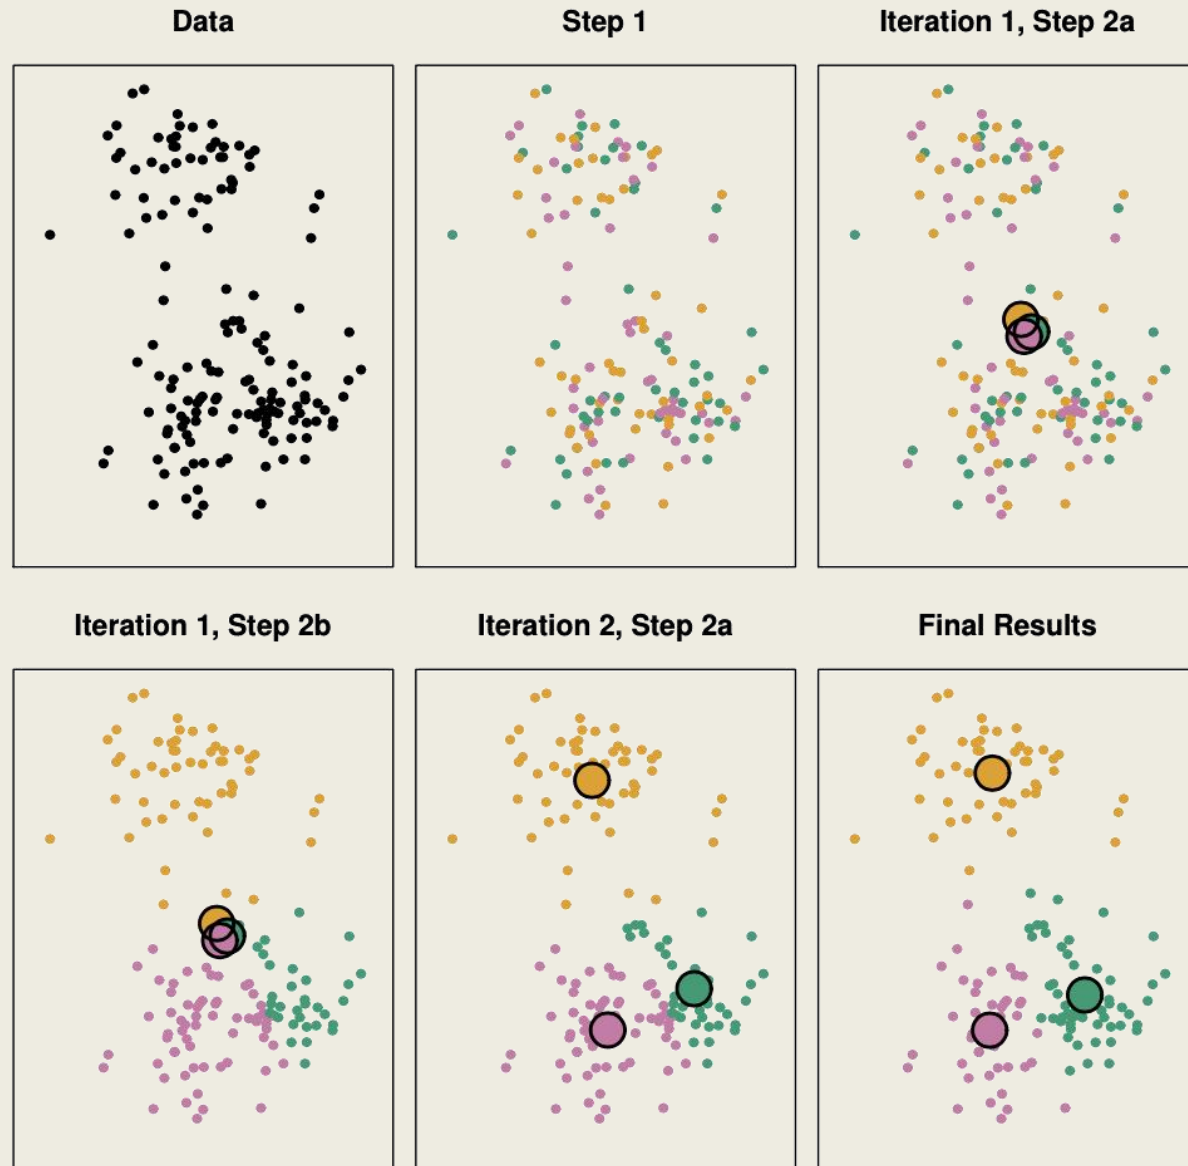 Data
Step 1
Iteration 1, Step 2a
Iteration 1, Step 2b
Iteration 2, Step 2a
Final Results